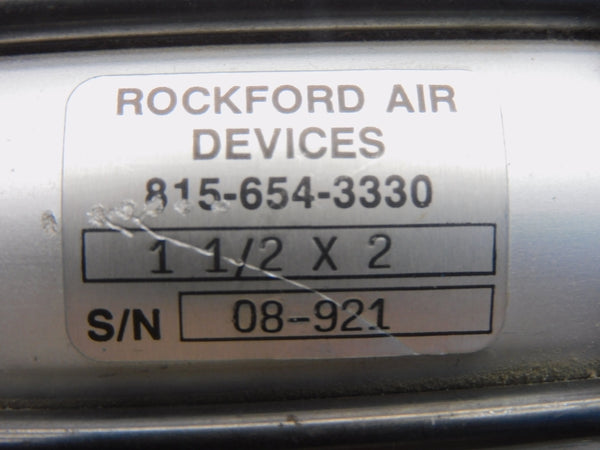 ROCKFORD AIR
DEVICES
815-654-3330
1 1/2 X 2
S/N 08-921